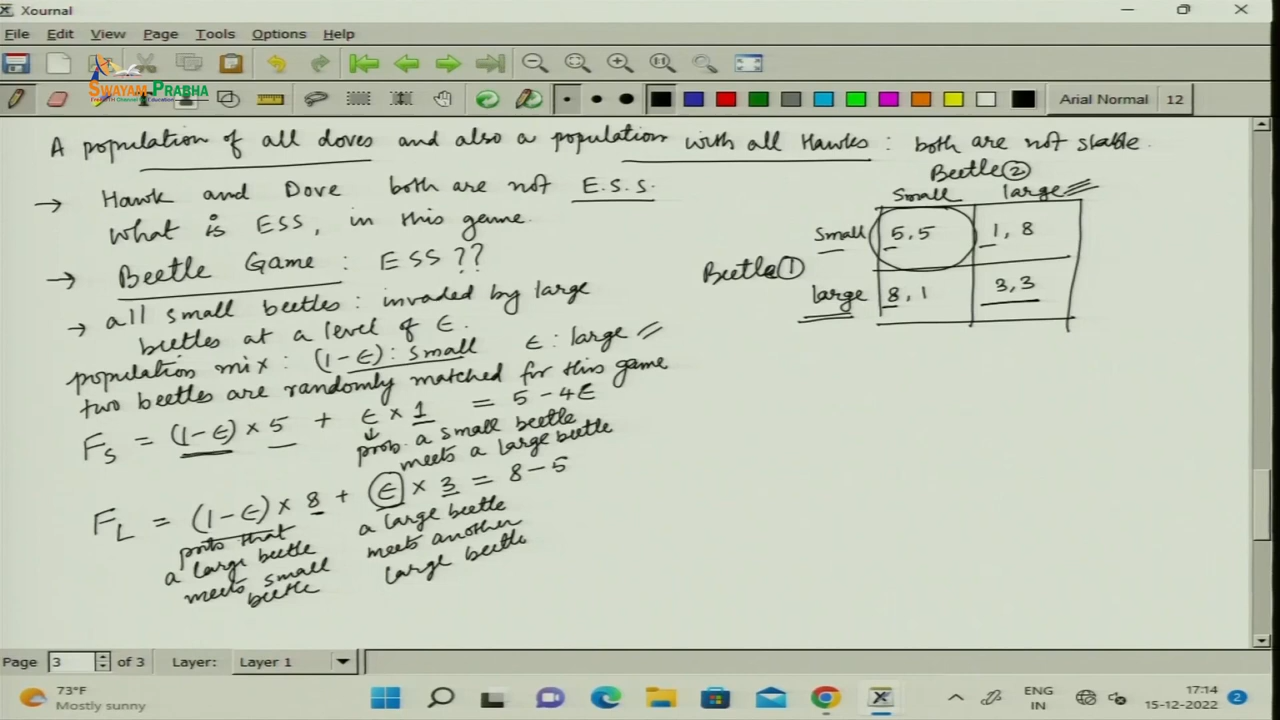 Xournal
File Edit View Page Tools Options Help
SWAYAM PRABHA
Arial Normal 12
A population of all doves and also a population with all Hawks : both are not stable.
→ Hawk and Dove both are not E.S.S.
what is ESS, in this game.
→ Beetle Game : ESS ??
→ all small beetles : invaded by large
beetles at a level of ϵ.
population mix : (1-ϵ) : small ϵ : large
two beetles are randomly matched for this game
F_S = (1-ϵ) × 5 + ϵ × 1 = 5 - 4ϵ
prob. a small beetle
meets a large beetle
F_L = (1-ϵ) × 8 + ϵ × 3 = 8 - 5
prob that
a large beetle
meets small
beetle
a large beetle
meets another
large beetle
Beetle ②
Small large
Beetle ①
Small 5, 5 1, 8
large 8, 1 3, 3
Page 3 of 3 Layer: Layer 1
73°F
Mostly sunny
ENG
IN
17:14
15-12-2022
2